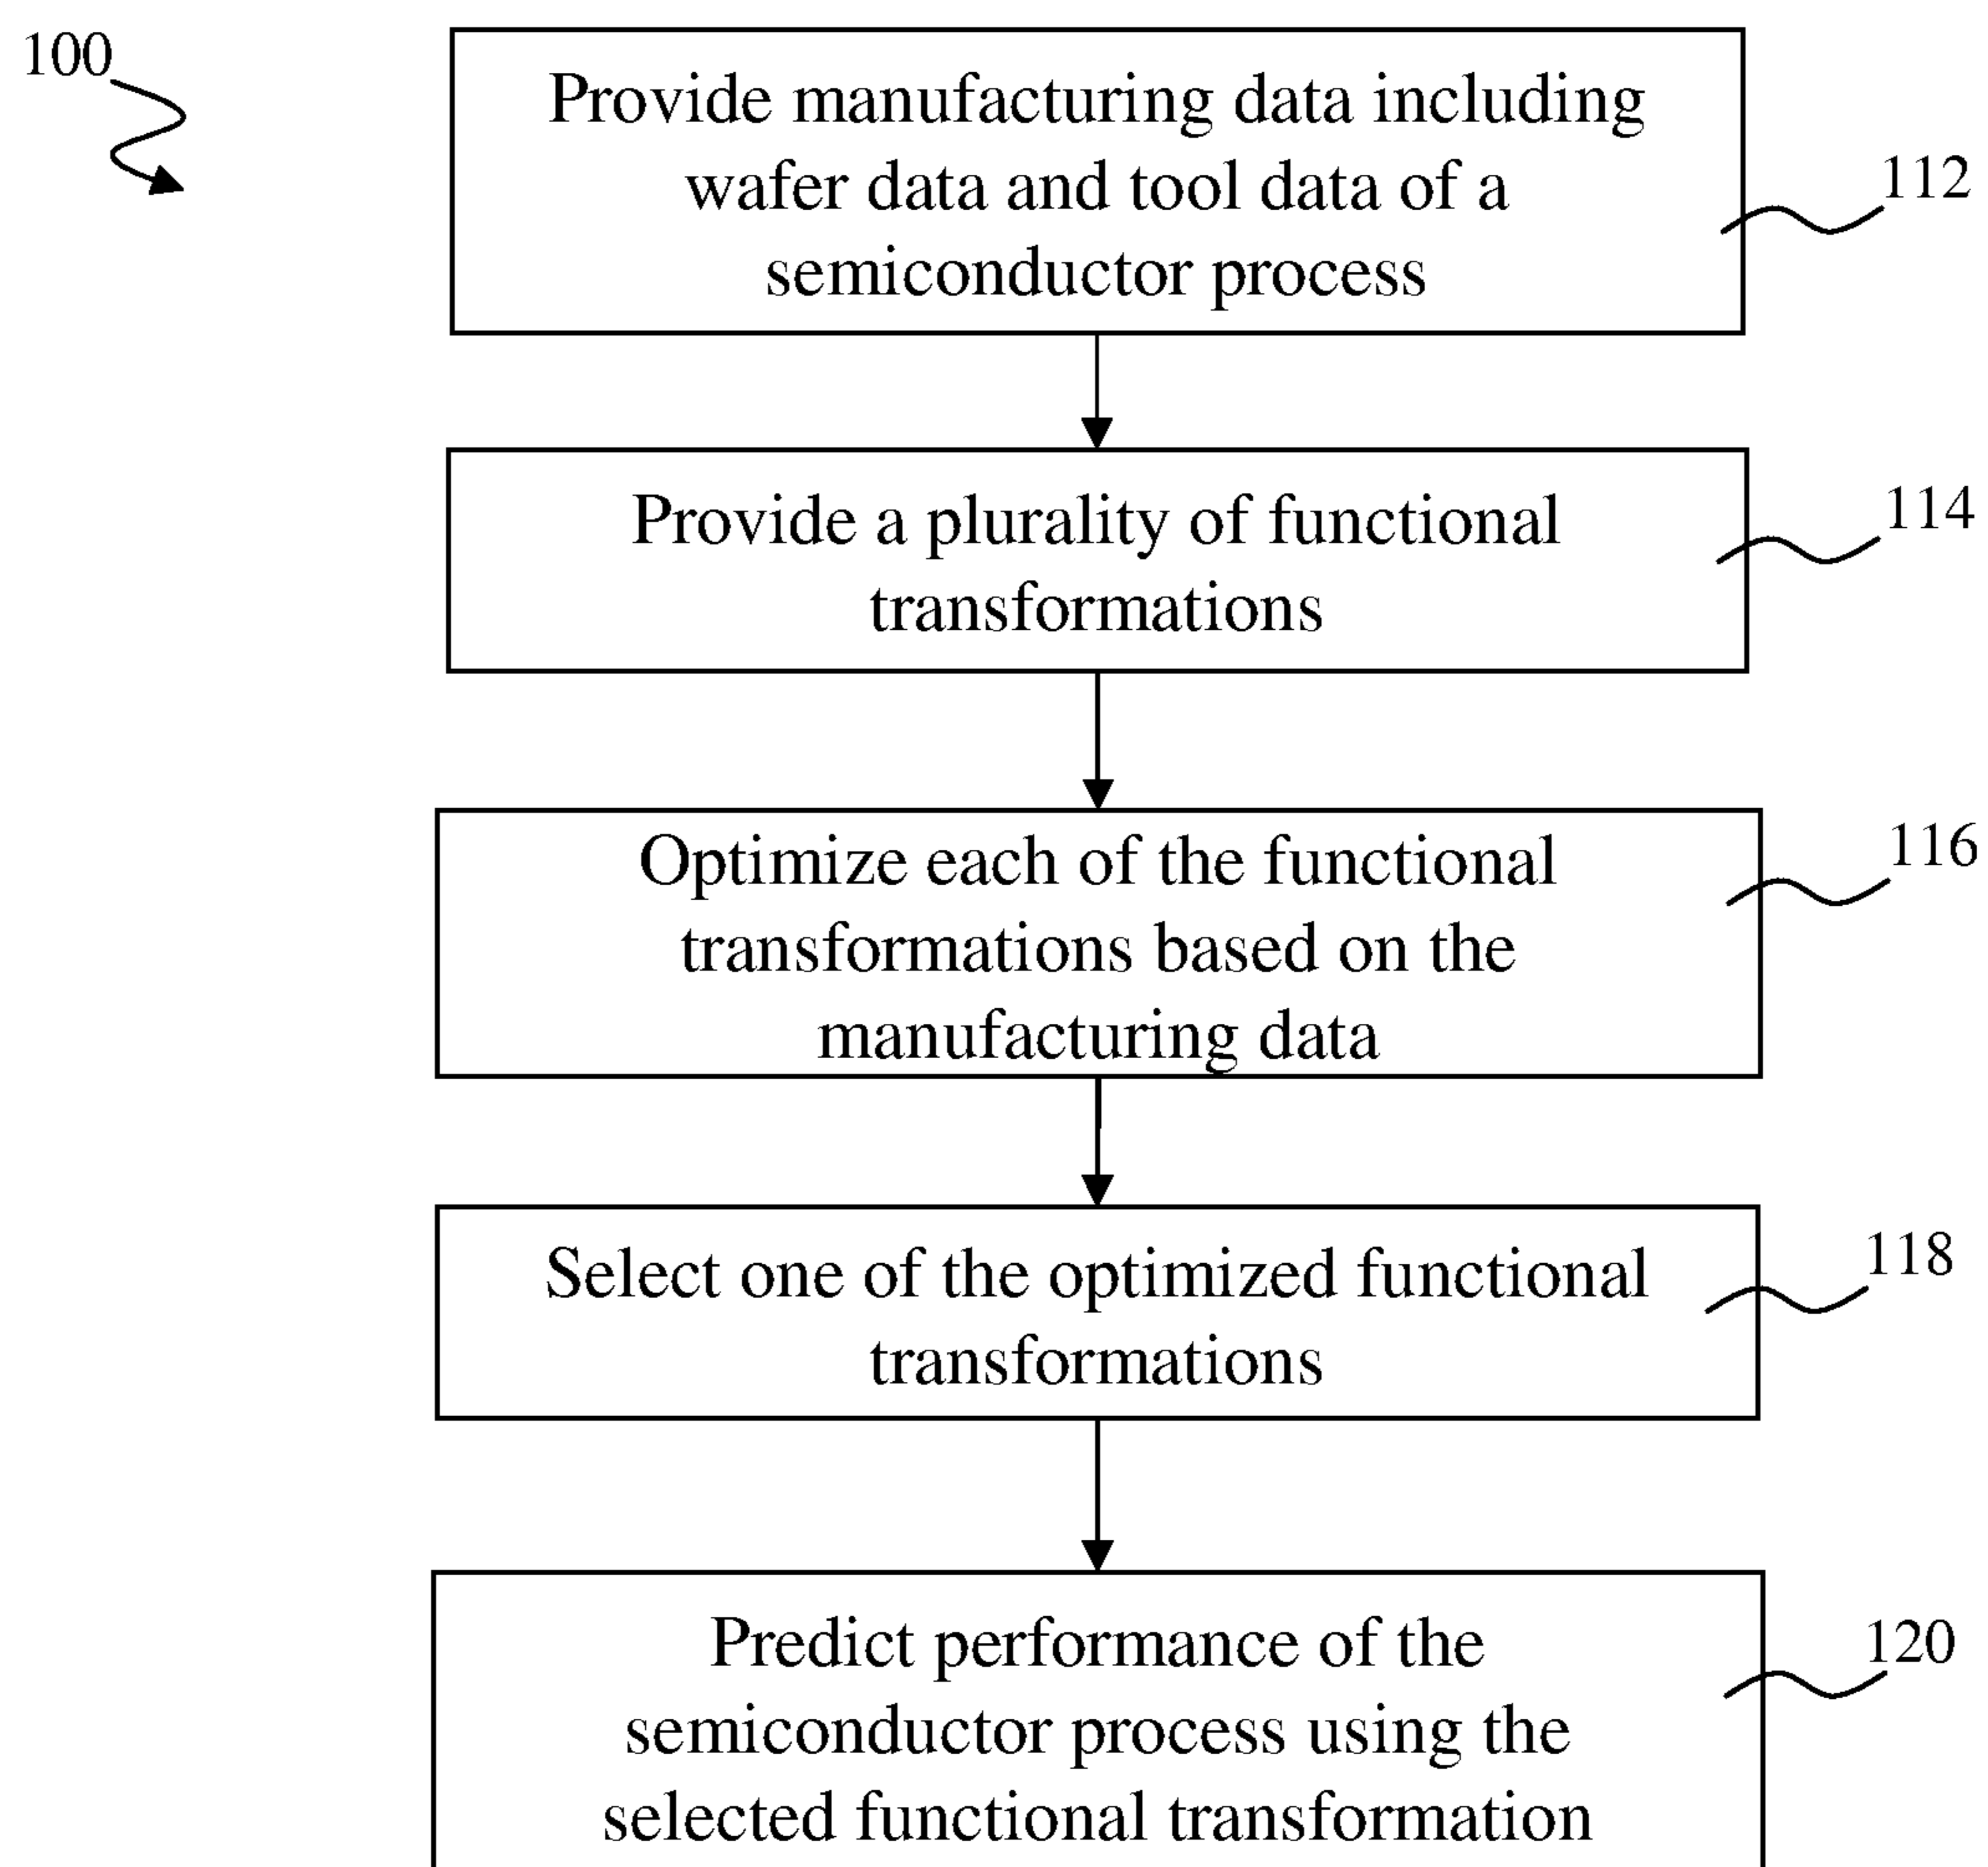 100
Provide manufacturing data including
wafer data and tool data of a
semiconductor process
112
Provide a plurality of functional
transformations
114
Optimize each of the functional
transformations based on the
manufacturing data
116
Select one of the optimized functional
transformations
118
Predict performance of the
semiconductor process using the
selected functional transformation
120